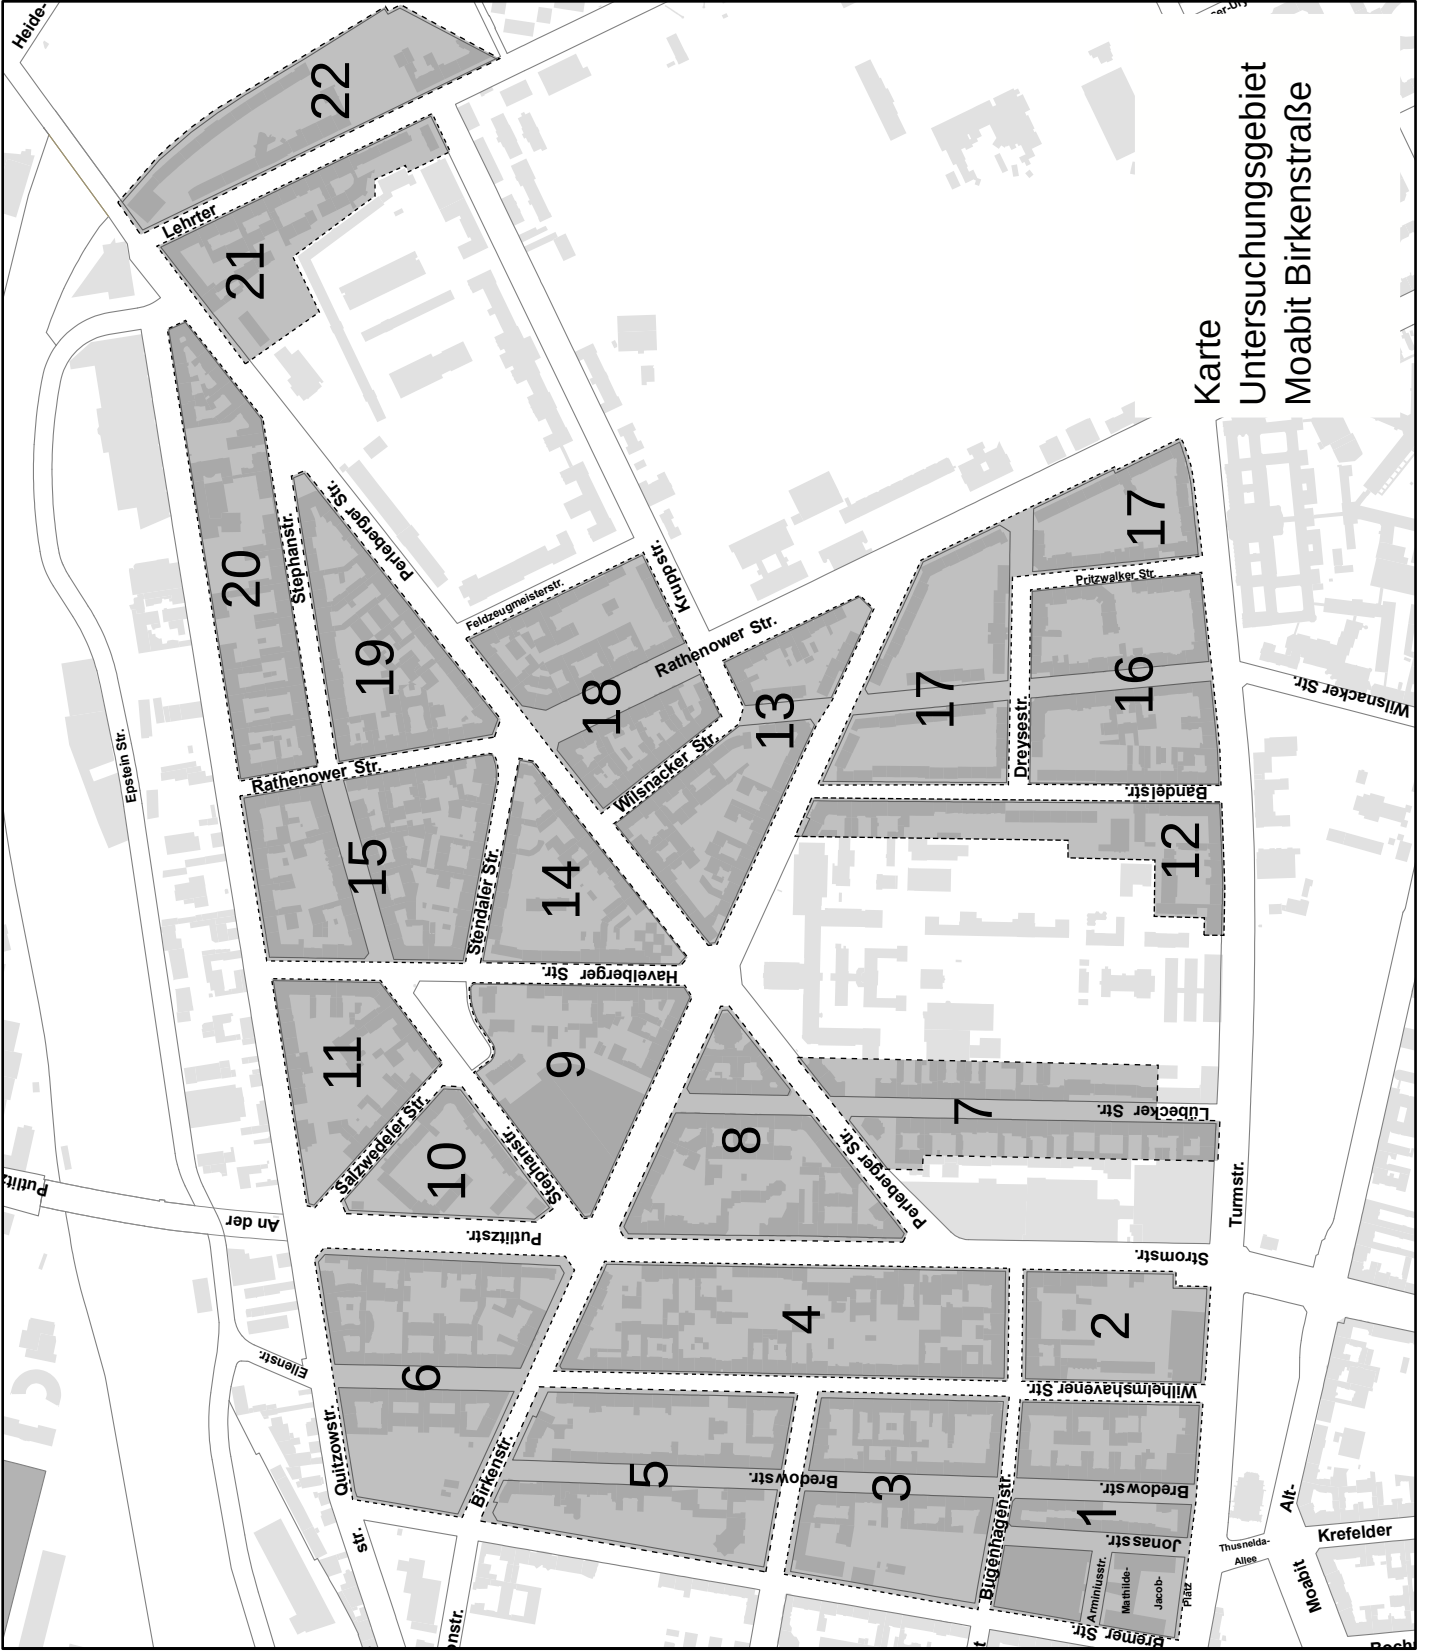 Karte
Untersuchungsgebiet
Moabit Birkenstraße
Heide-
22
Lehrter
21
20
Stephanstr.
Perleberger Str.
19
Feldzeugmeisterstr.
Kruppstr.
Rathenower Str.
18
Wilsnacker Str.
13
17
17
Pritzwalker Str.
16
Dreysestr.
Bandelstr.
Wilsnacker Str
12
Epstein Str.
Rathenower Str.
15
Stendaler Str.
14
Havelberger
Str.
11
9
Salzwedeler Str.
10
Stephanstr.
8
7
Lübecker Str.
Perleberger Str.
Turmstr.
Putlitz
An der
Putlitzstr.
Stromstr.
6
4
2
Ellenstr.
Quitzowstr.
Birkenstr.
Wilhelmshavener Str.
5
Bredowstr.
3
Bugenhagenstr.
1
Bredowstr.
Jonasstr.
Arminiusstr.
Mathilde-
Jacob-
Platz
Bremer Str.
Thusnelda-
Allee
Alt-
Moabit
Krefelder
str.
onstr.